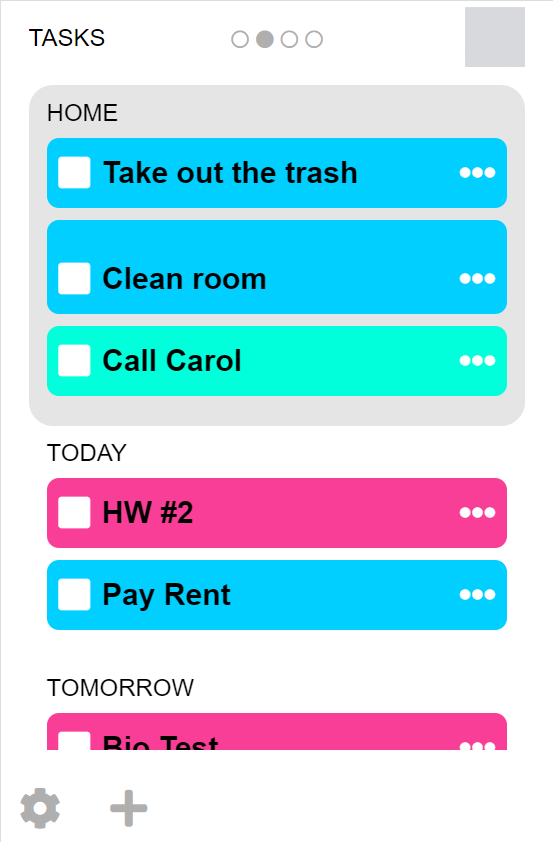 TASKS
HOME
Take out the trash
Clean room
Call Carol
TODAY
HW #2
Pay Rent
TOMORROW
Bio Test